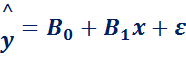 ŷ = B₀ + B₁x + ε